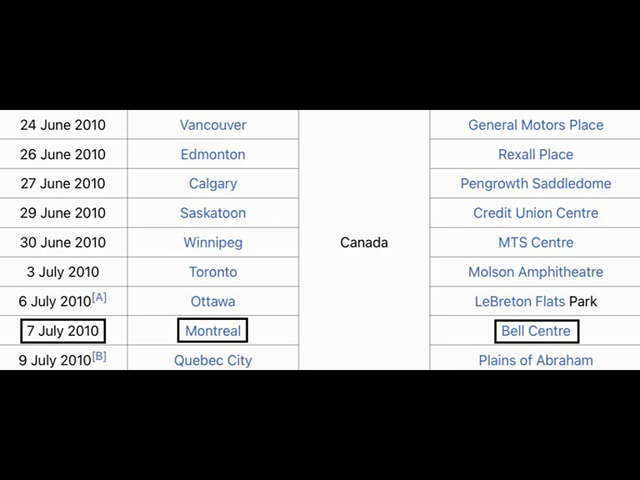 24 June 2010 Vancouver General Motors Place
26 June 2010 Edmonton Rexall Place
27 June 2010 Calgary Pengrowth Saddledome
29 June 2010 Saskatoon Credit Union Centre
30 June 2010 Winnipeg Canada MTS Centre
3 July 2010 Toronto Molson Amphitheatre
6 July 2010[A] Ottawa LeBreton Flats Park
7 July 2010 Montreal Bell Centre
9 July 2010[B] Quebec City Plains of Abraham